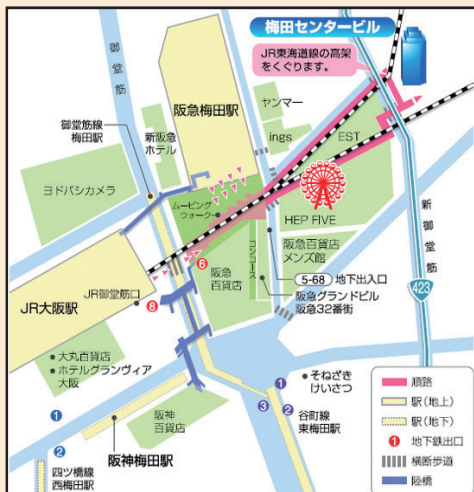 梅田センタービル
JR東海道線の高架
をくぐります。
御堂筋
阪急梅田駅
ヤンマー
御堂筋線
梅田駅
新阪急
ホテル
ings
EST
ヨドバシカメラ
ムービング
ウォーク
HEP FIVE
新御堂筋
阪急百貨店
メンズ館
6
コンコース
阪急
百貨店
5-68 地下出入口
JR大阪駅
JR御堂筋口
8
阪急グランドビル
阪急32番街
423
大丸百貨店
ホテルグランヴィア
大阪
そねざき
けいさつ
1
3
2
谷町線
東梅田駅
1
2
阪神
百貨店
阪神梅田駅
四ツ橋線
西梅田駅
順路
駅(地上)
駅(地下)
1 地下鉄出口
横断歩道
陸橋